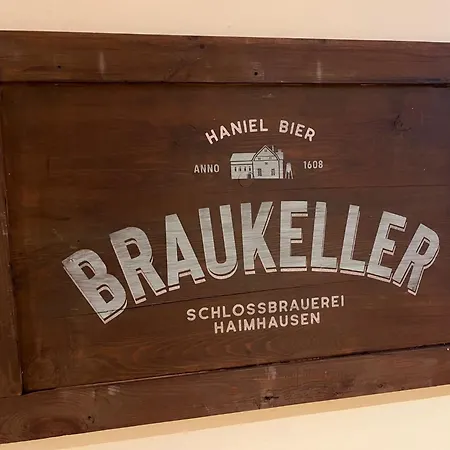 HANIEL BIER
ANNO 1608
BRAUKELLER
SCHLOSSBRAUEREI
HAIMHAUSEN